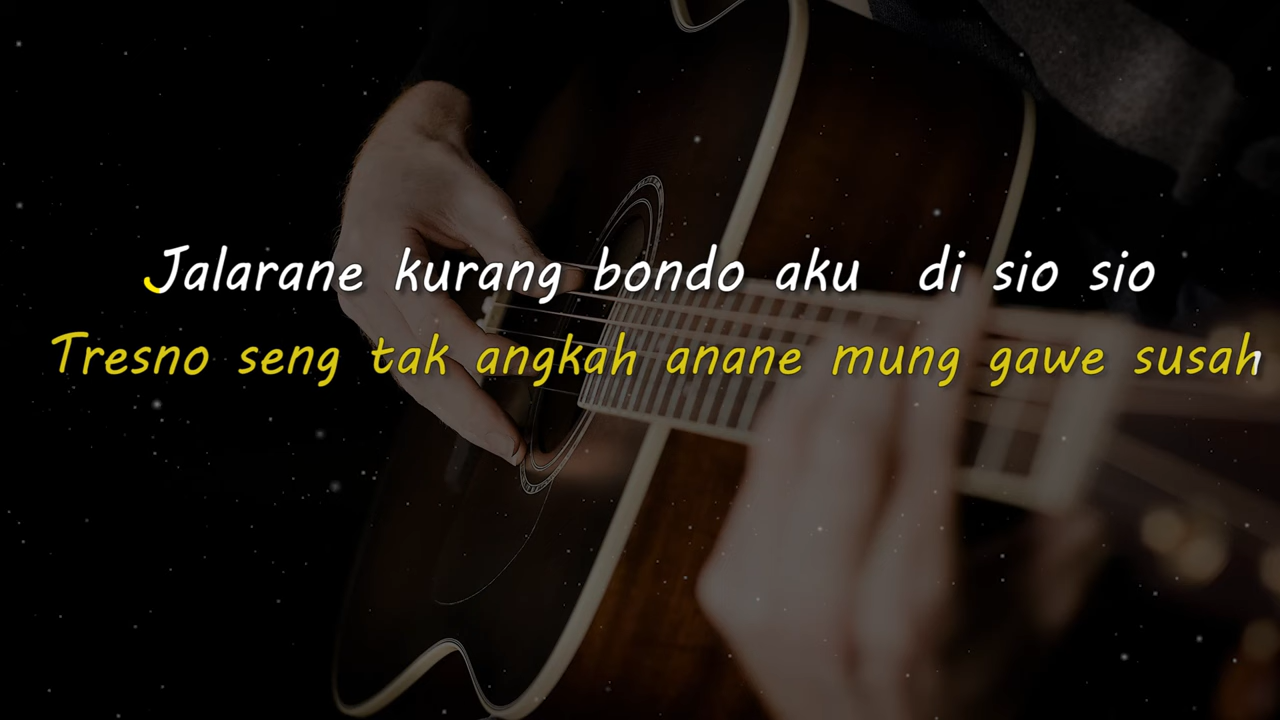 Jalarane kurang bondo aku di sio sio
Tresno seng tak angkah anane mung gawe susah